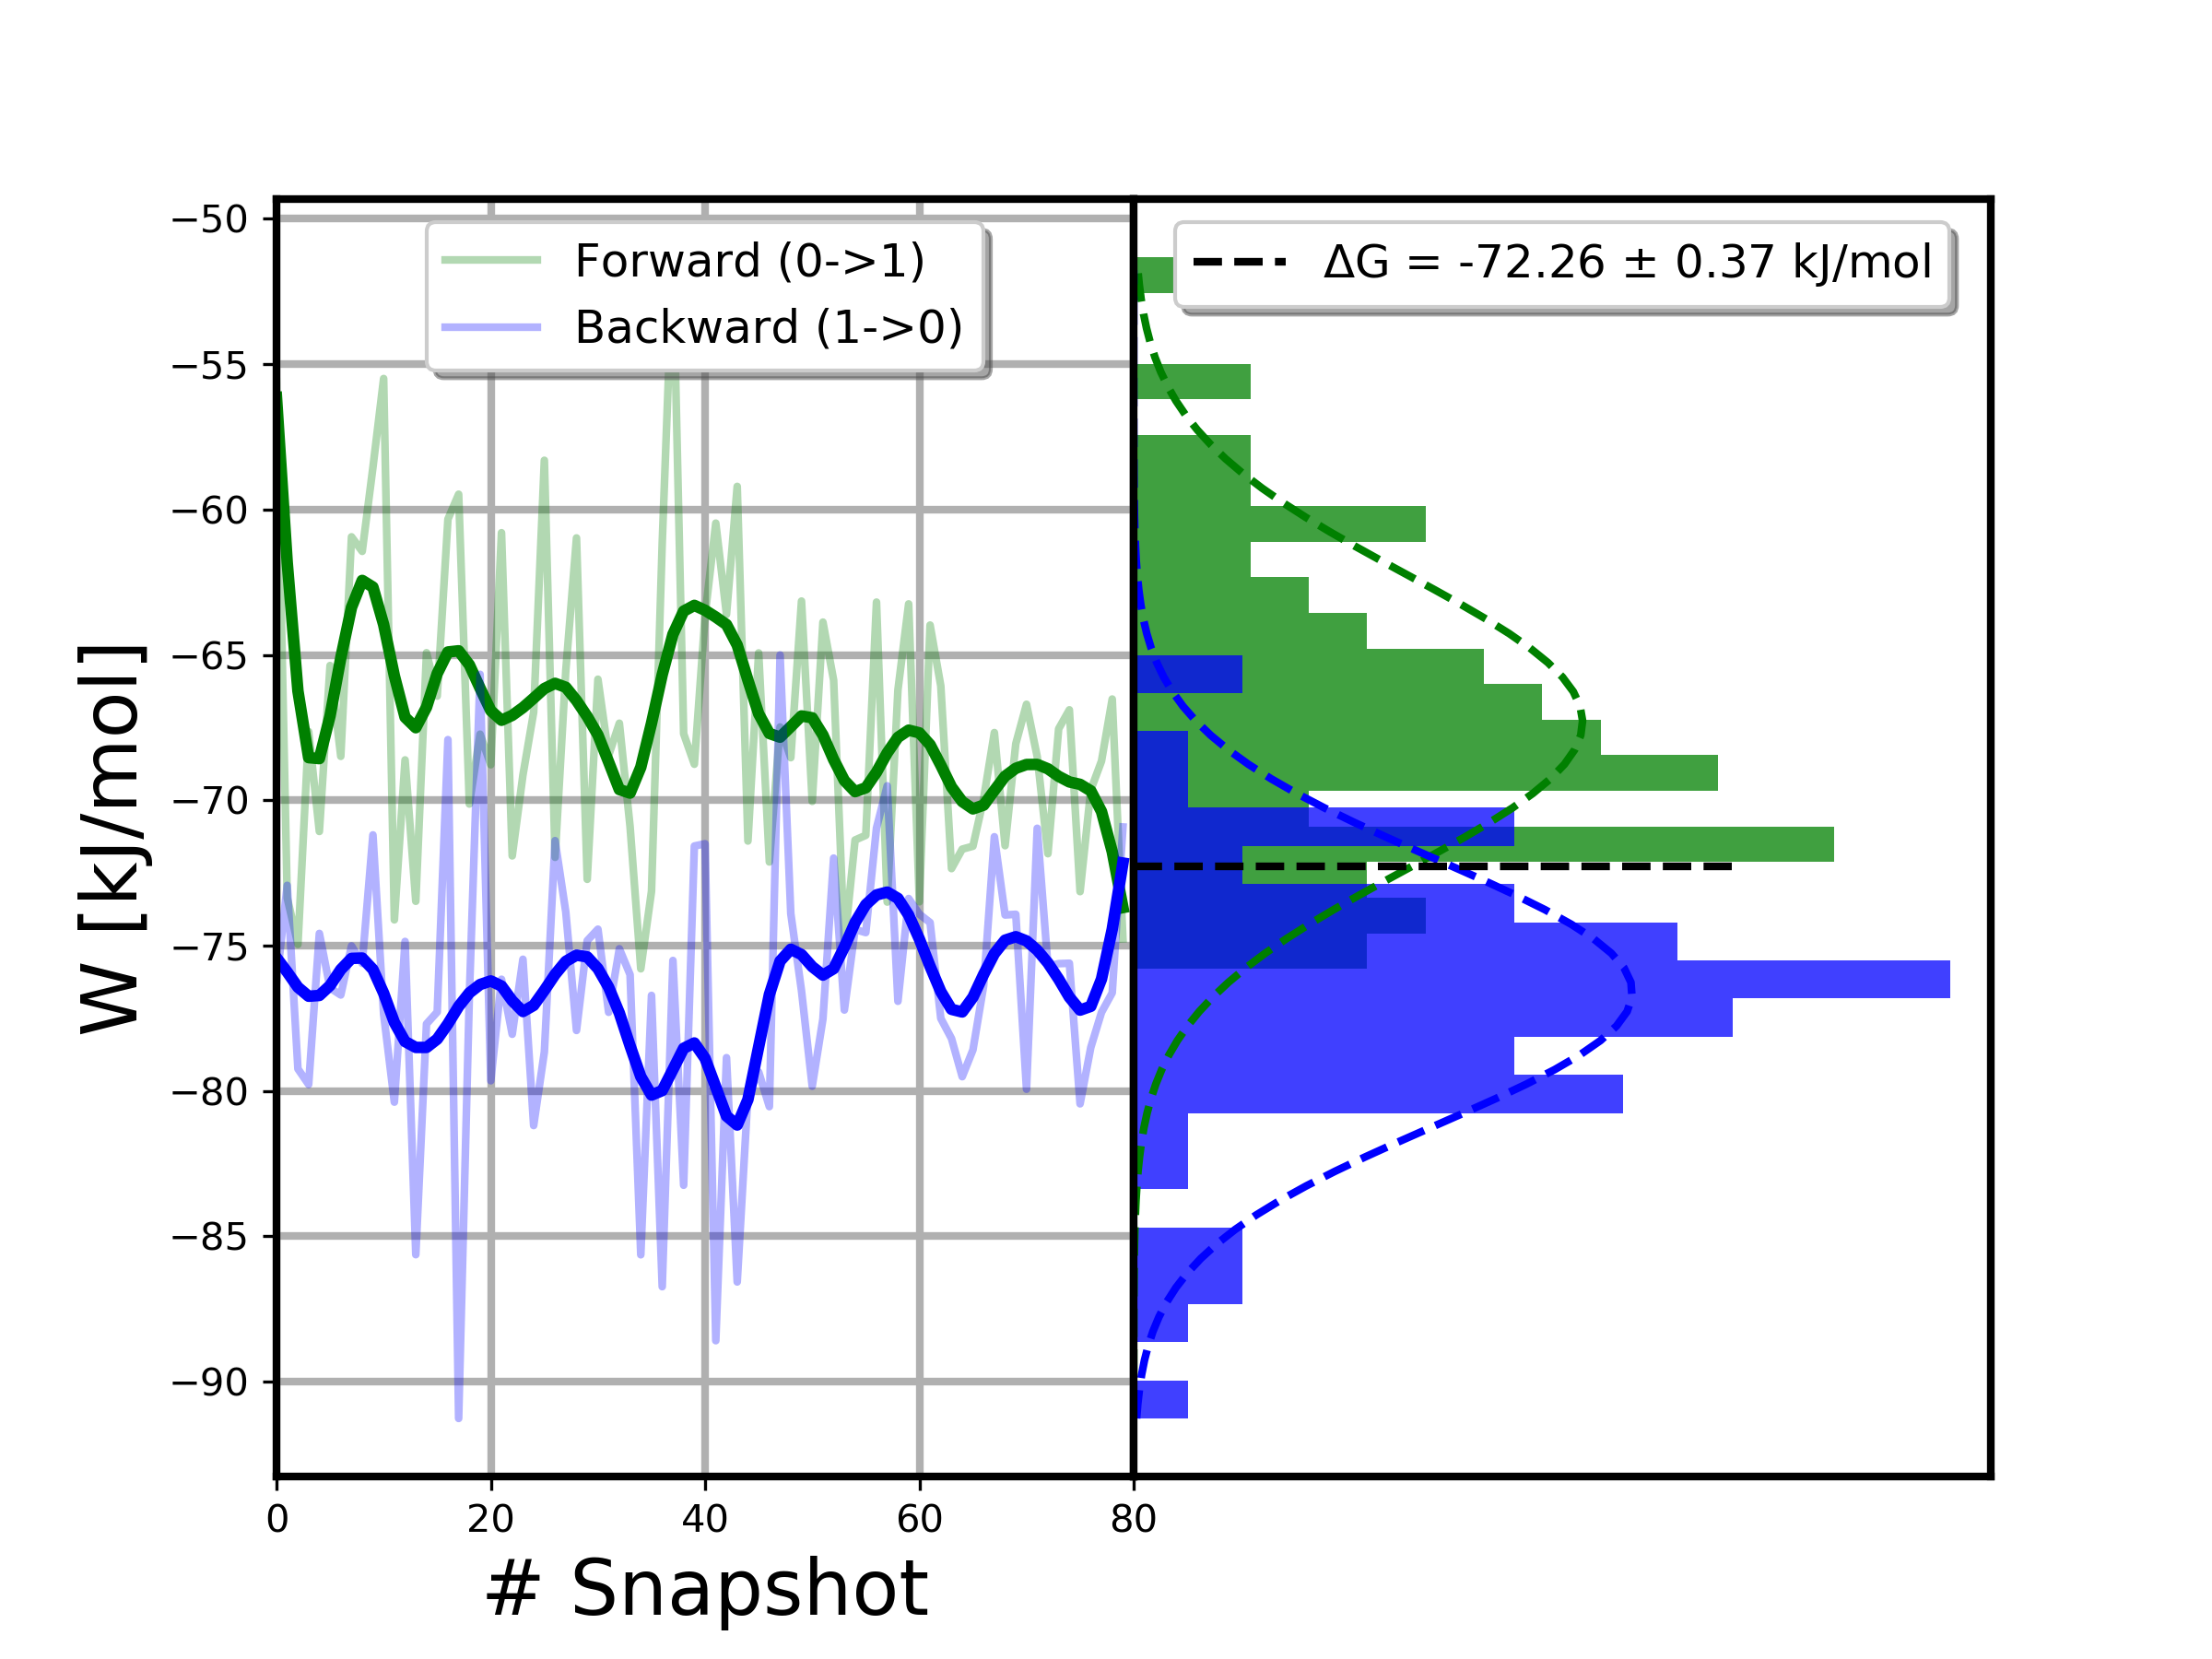 Forward (0->1)
Backward (1->0)
ΔG = -72.26 ± 0.37 kJ/mol
W [kJ/mol]
−50
−55
−60
−65
−70
−75
−80
−85
−90
0 20 40 60 80
# Snapshot